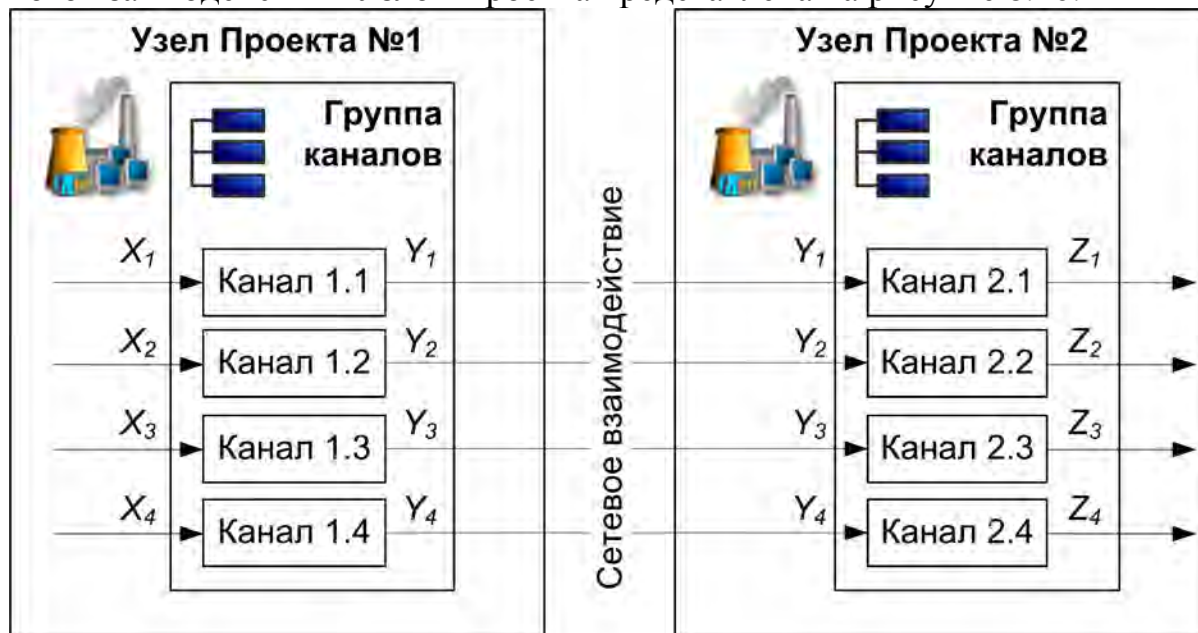 Узел Проекта №1
Группа
каналов
X₁
Канал 1.1
Y₁
X₂
Канал 1.2
Y₂
X₃
Канал 1.3
Y₃
X₄
Канал 1.4
Y₄
Сетевое взаимодействие
Узел Проекта №2
Группа
каналов
Y₁
Канал 2.1
Z₁
Y₂
Канал 2.2
Z₂
Y₃
Канал 2.3
Z₃
Y₄
Канал 2.4
Z₄